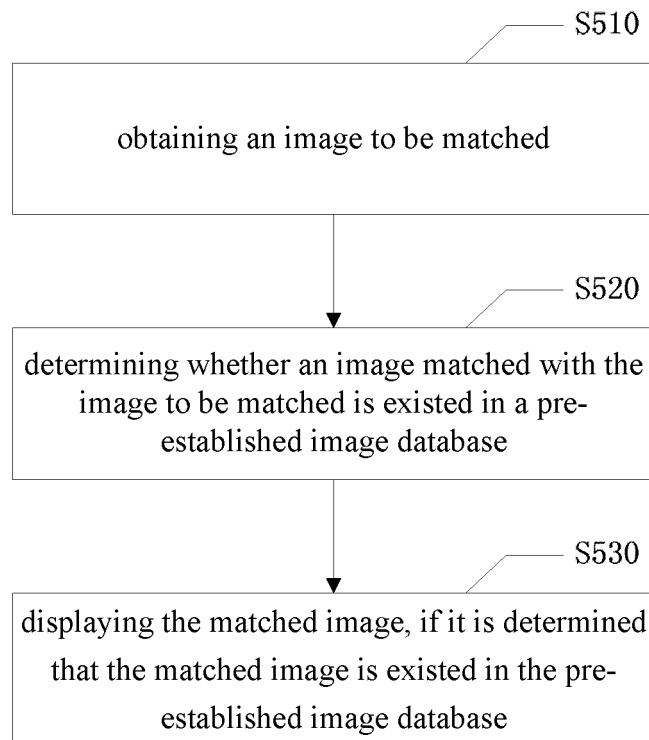 S510
obtaining an image to be matched
S520
determining whether an image matched with the
image to be matched is existed in a pre-
established image database
S530
displaying the matched image, if it is determined
that the matched image is existed in the pre-
established image database